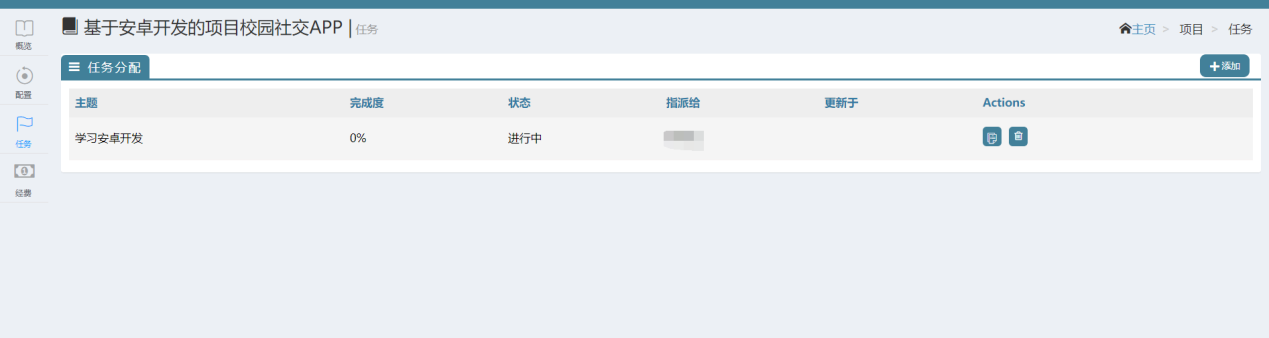 基于安卓开发的项目校园社交APP | 任务
主页 > 项目 > 任务
概览
配置
任务
经费
任务分配
添加
主题 完成度 状态 指派给 更新于 Actions
学习安卓开发 0% 进行中